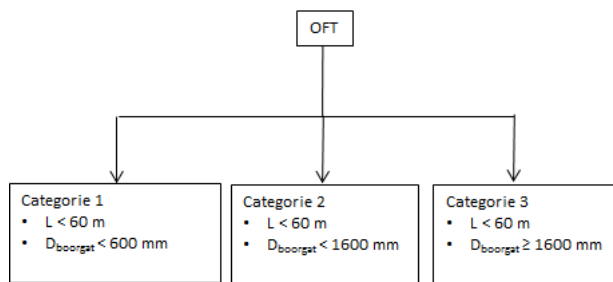 OFT
Categorie 1
• L < 60 m
• Dboorgat < 600 mm
Categorie 2
• L < 60 m
• Dboorgat < 1600 mm
Categorie 3
• L < 60 m
• Dboorgat ≥ 1600 mm